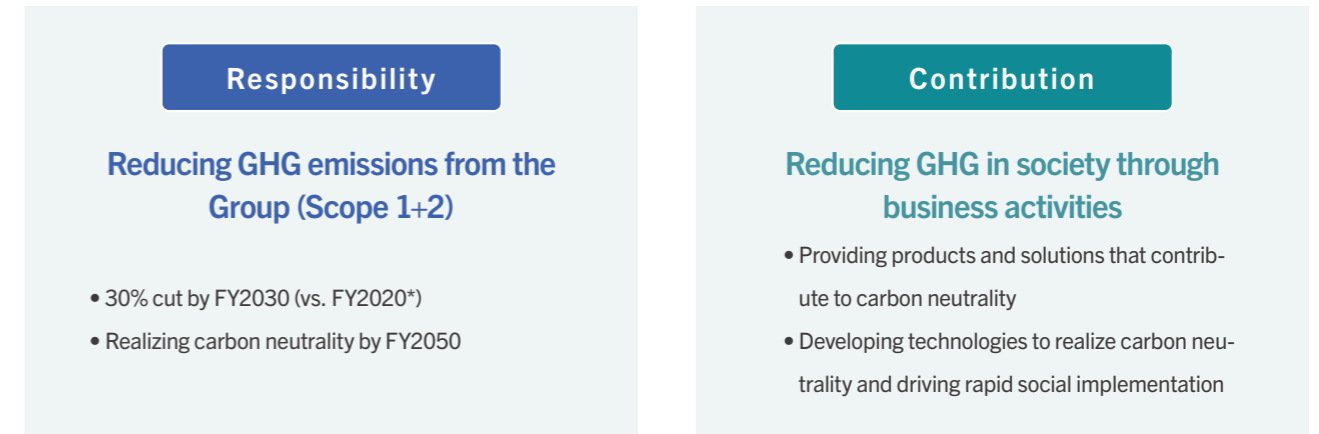 Responsibility
Reducing GHG emissions from the
Group (Scope 1+2)
• 30% cut by FY2030 (vs. FY2020*)
• Realizing carbon neutrality by FY2050
Contribution
Reducing GHG in society through
business activities
• Providing products and solutions that contrib-
ute to carbon neutrality
• Developing technologies to realize carbon neu-
trality and driving rapid social implementation